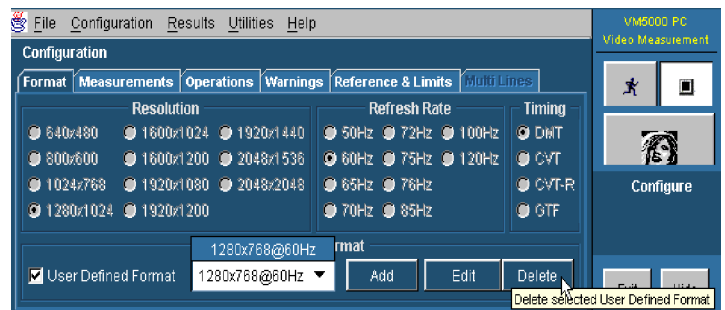 File Configuration Results Utilities Help
VM5000 PC
Video Measurement
Configuration
Format Measurements Operations Warnings Reference & Limits Multi Lines
Resolution Refresh Rate Timing
640x480 1600x1024 1920x1440 50Hz 72Hz 100Hz DMT
800x600 1600x1200 2048x1536 60Hz 75Hz 120Hz CVT
1024x768 1920x1080 2048x2048 65Hz 76Hz CVT-R
1280x1024 1920x1200 70Hz 85Hz GTF
Configure
1280x768@60Hz rmat
User Defined Format 1280x768@60Hz Add Edit Delete
Delete selected User Defined Format